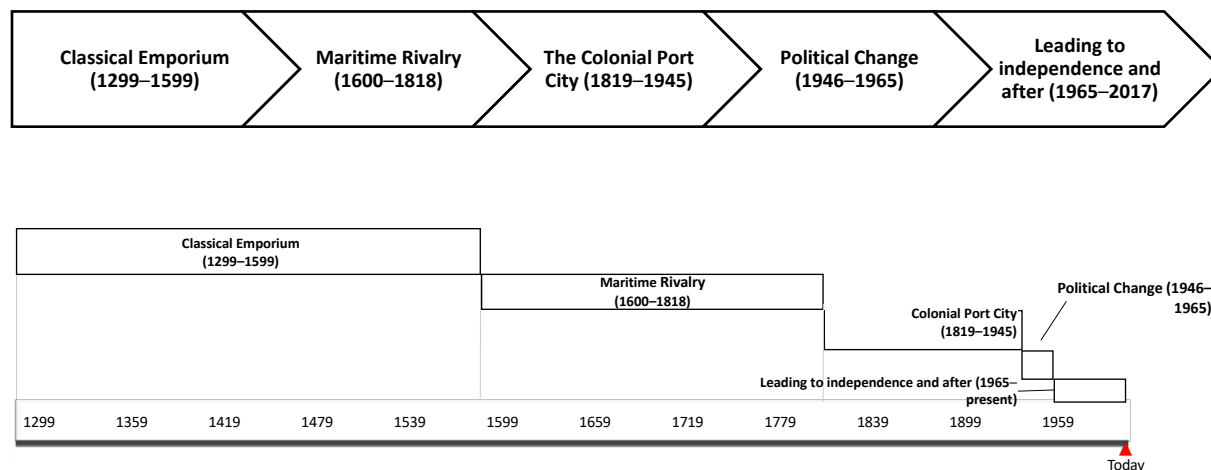 Classical Emporium
(1299–1599)
Maritime Rivalry
(1600–1818)
The Colonial Port
City (1819–1945)
Political Change
(1946–1965)
Leading to
independence and
after (1965–2017)
Classical Emporium
(1299–1599)
Maritime Rivalry
(1600–1818)
Colonial Port City
(1819–1945)
Political Change (1946–
1965)
Leading to independence and after (1965–
present)
1299 1359 1419 1479 1539 1599 1659 1719 1779 1839 1899 1959
Today